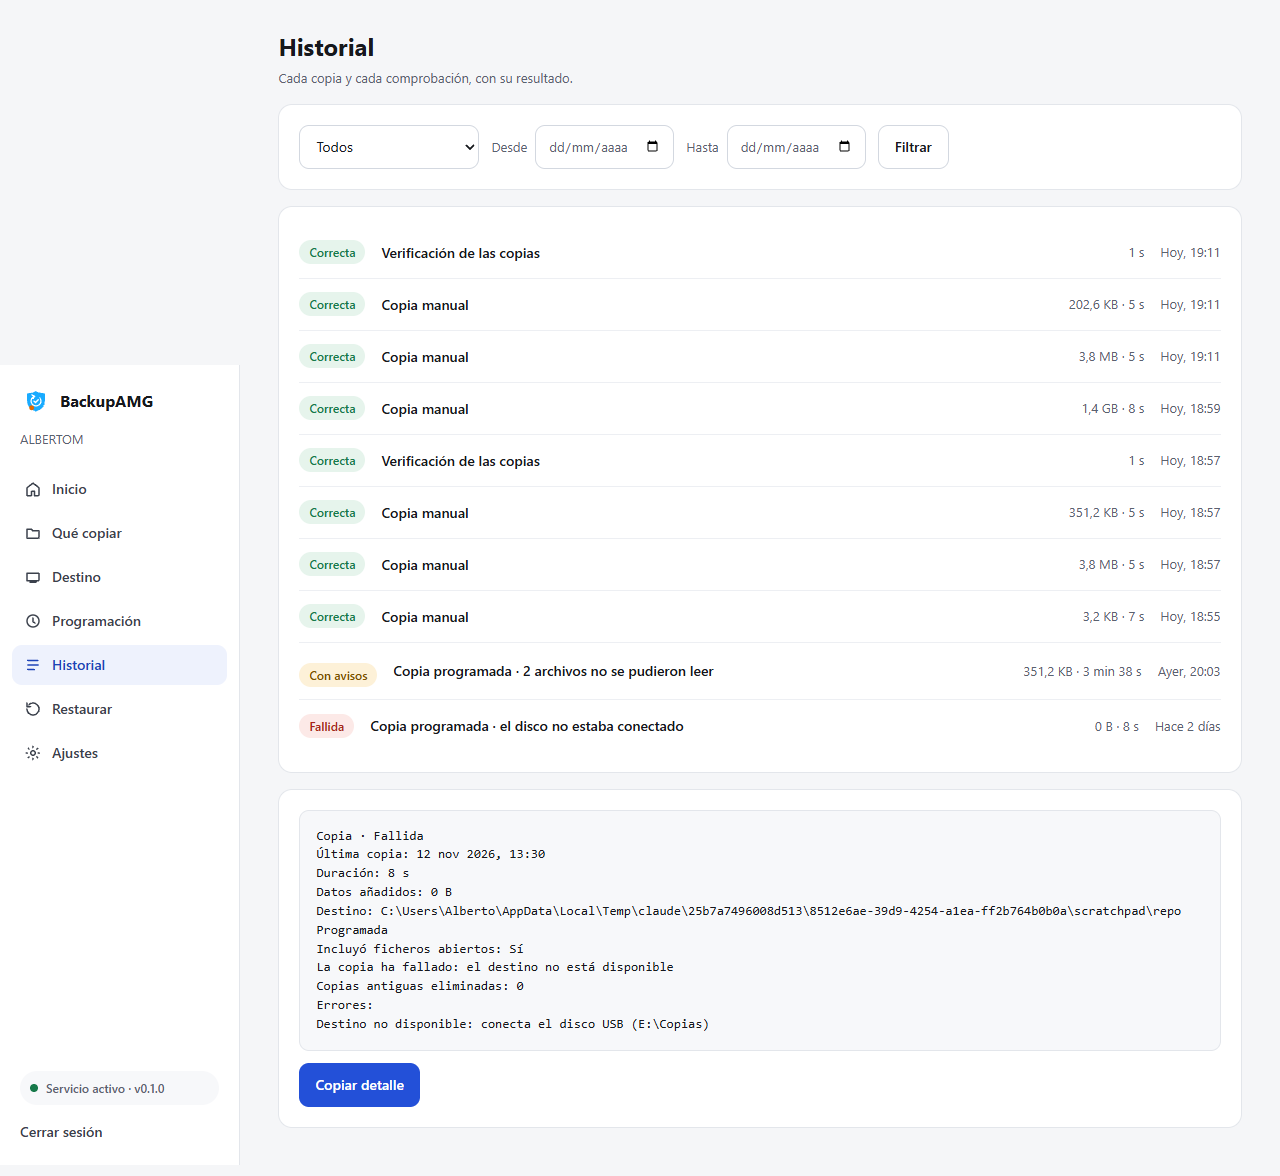 Historial
Cada copia y cada comprobación, con su resultado.
Todos Desde dd/mm/aaaa Hasta dd/mm/aaaa Filtrar
Correcta Verificación de las copias 1 s Hoy, 19:11
Correcta Copia manual 202,6 KB · 5 s Hoy, 19:11
Correcta Copia manual 3,8 MB · 5 s Hoy, 19:11
Correcta Copia manual 1,4 GB · 8 s Hoy, 18:59
Correcta Verificación de las copias 1 s Hoy, 18:57
Correcta Copia manual 351,2 KB · 5 s Hoy, 18:57
Correcta Copia manual 3,8 MB · 5 s Hoy, 18:57
Correcta Copia manual 3,2 KB · 7 s Hoy, 18:55
Con avisos Copia programada · 2 archivos no se pudieron leer 351,2 KB · 3 min 38 s Ayer, 20:03
Fallida Copia programada · el disco no estaba conectado 0 B · 8 s Hace 2 días
Copia · Fallida
Última copia: 12 nov 2026, 13:30
Duración: 8 s
Datos añadidos: 0 B
Destino: C:\Users\Alberto\AppData\Local\Temp\claude\25b7a7496008d513\8512e6ae-39d9-4254-a1ea-ff2b764b0b0a\scratchpad\repo
Programada
Incluyó ficheros abiertos: Sí
La copia ha fallado: el destino no está disponible
Copias antiguas eliminadas: 0
Errores:
Destino no disponible: conecta el disco USB (E:\Copias)
Copiar detalle
BackupAMG
ALBERTOM
Inicio
Qué copiar
Destino
Programación
Historial
Restaurar
Ajustes
Servicio activo · v0.1.0
Cerrar sesión